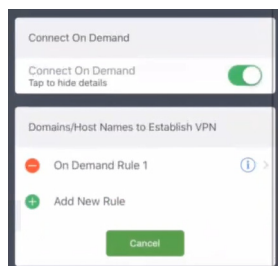 Connect On Demand
Connect On Demand
Tap to hide details
Domains/Host Names to Establish VPN
On Demand Rule 1
Add New Rule
Cancel